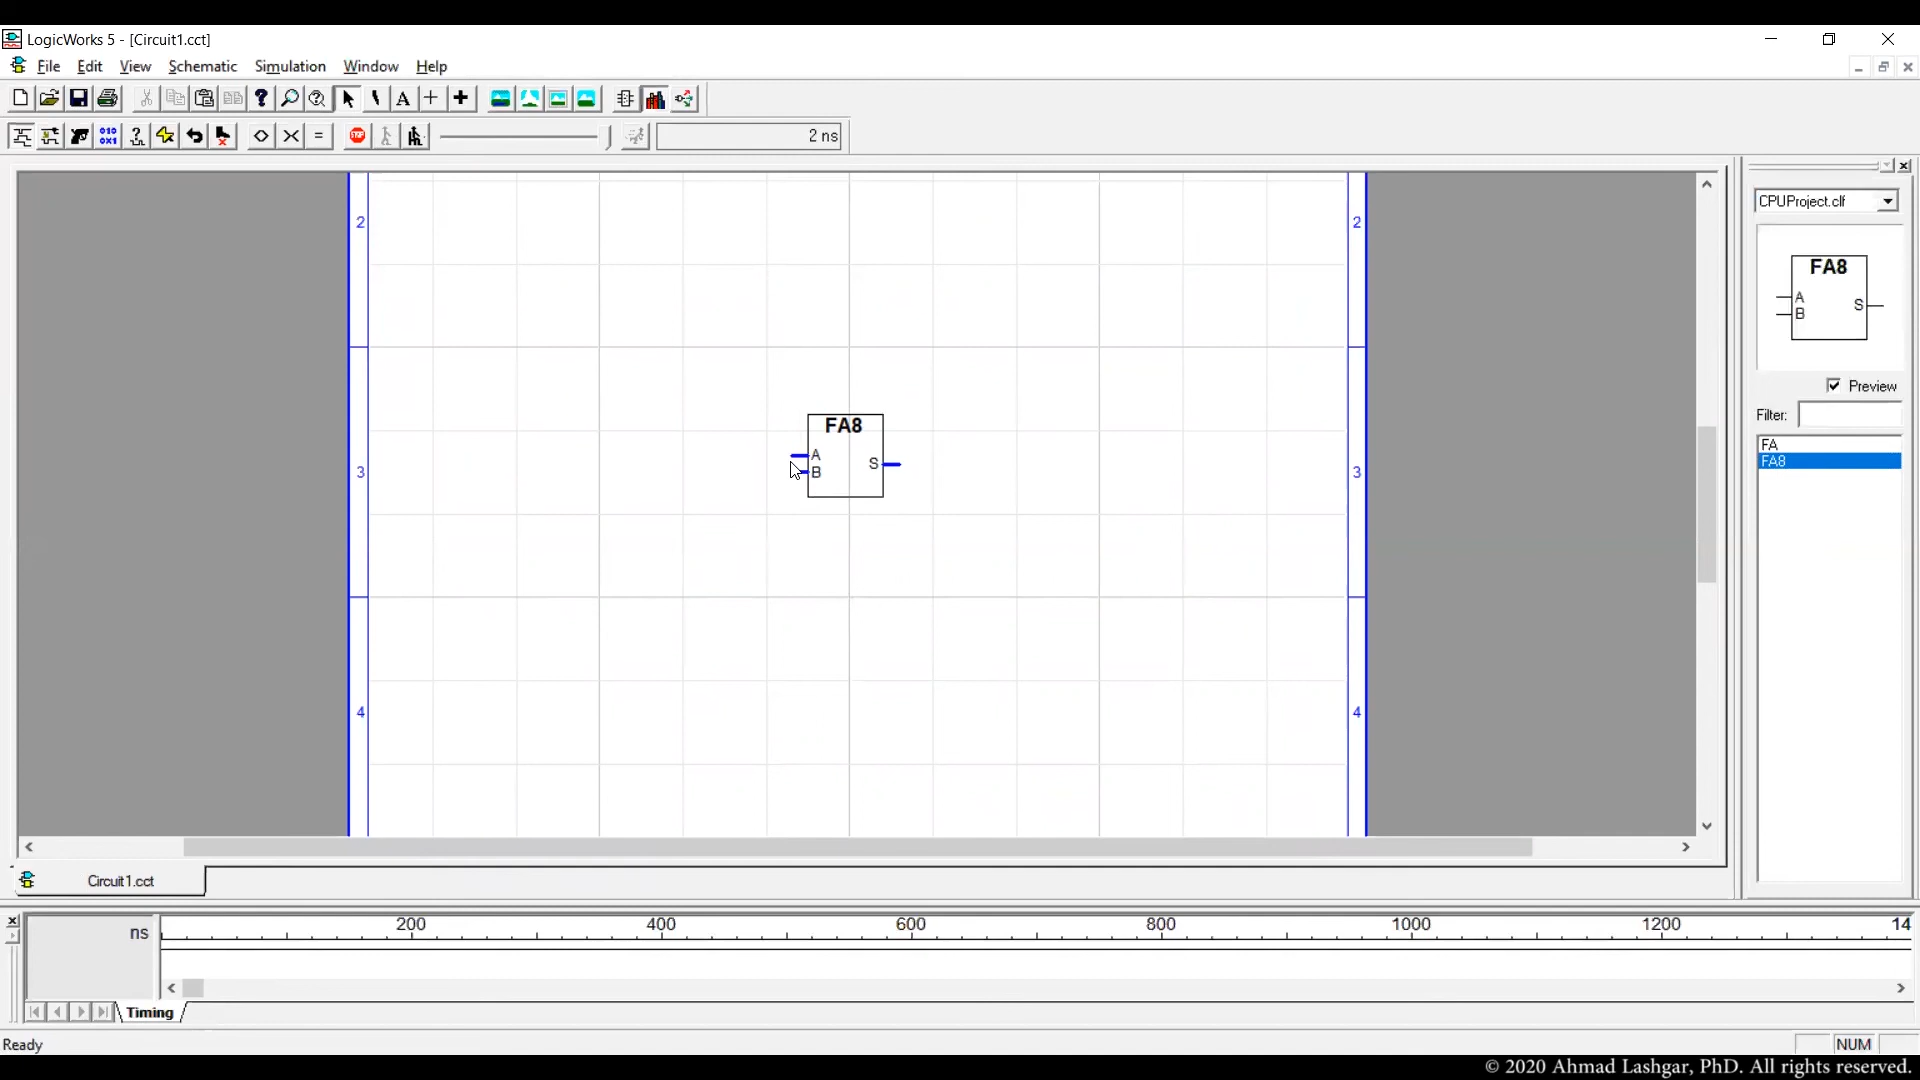 LogicWorks 5 - [Circuit1.cct]
File Edit View Schematic Simulation Window Help
STOP
2 ns
CPUProject.clf
FA8
A
B
S
Preview
Filter:
FA
FA8
2 2
FA8
A
B
S
3 3
4 4
Circuit1.cct
ns
200 400 600 800 1000 1200 14
Timing
Ready
NUM
© 2020 Ahmad Lashgar, PhD. All rights reserved.